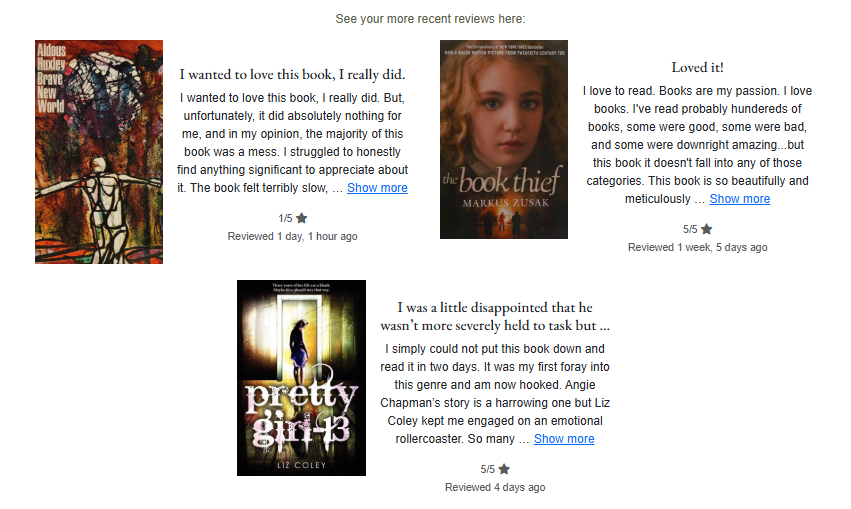 See your more recent reviews here:
Aldous
Huxley
Brave
New
World
I wanted to love this book, I really did.
I wanted to love this book, I really did. But,
unfortunately, it did absolutely nothing for
me, and in my opinion, the majority of this
book was a mess. I struggled to honestly
find anything significant to appreciate about
it. The book felt terribly slow, … Show more
1/5 ★
Reviewed 1 day, 1 hour ago
NOW A MAJOR MOTION PICTURE FROM TWENTIETH CENTURY FOX
the book thief
MARKUS ZUSAK
Loved it!
I love to read. Books are my passion. I love
books. I've read probably hundereds of
books, some were good, some were bad,
and some were downright amazing...but
this book it doesn't fall into any of those
categories. This book is so beautifully and
meticulously … Show more
5/5 ★
Reviewed 1 week, 5 days ago
Three years of her life are a blank.
Maybe they should stay that way.
pretty
girl-13
LIZ COLEY
I was a little disappointed that he
wasn’t more severely held to task but ...
I simply could not put this book down and
read it in two days. It was my first foray into
this genre and am now hooked. Angie
Chapman’s story is a harrowing one but Liz
Coley kept me engaged on an emotional
rollercoaster. So many … Show more
5/5 ★
Reviewed 4 days ago